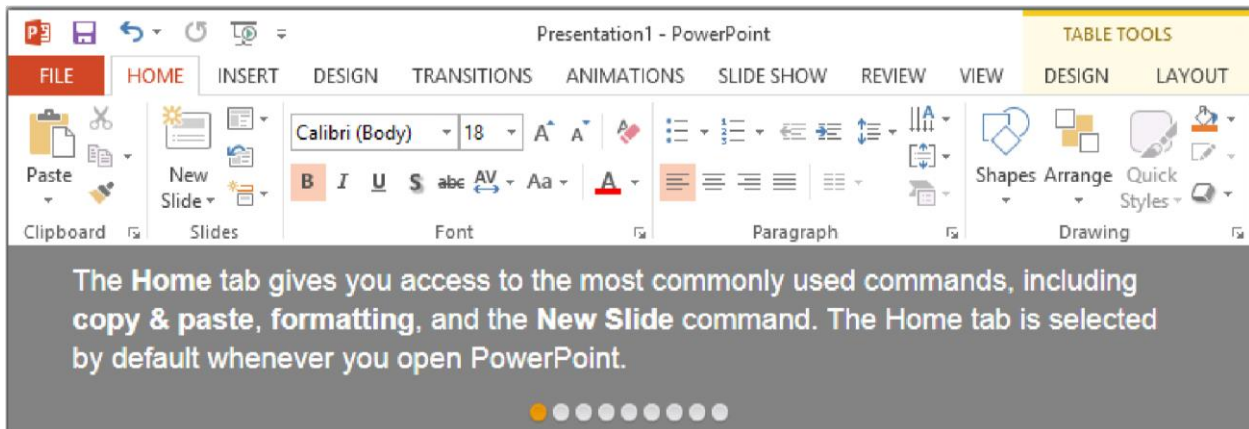 Presentation1 - PowerPoint
TABLE TOOLS
FILE HOME INSERT DESIGN TRANSITIONS ANIMATIONS SLIDE SHOW REVIEW VIEW DESIGN LAYOUT
Calibri (Body) 18 A A
Paste
New
Slide
B I U S abc AV Aa A
Shapes Arrange Quick
Styles
Clipboard Slides Font Paragraph Drawing
The Home tab gives you access to the most commonly used commands, including
copy & paste, formatting, and the New Slide command. The Home tab is selected
by default whenever you open PowerPoint.